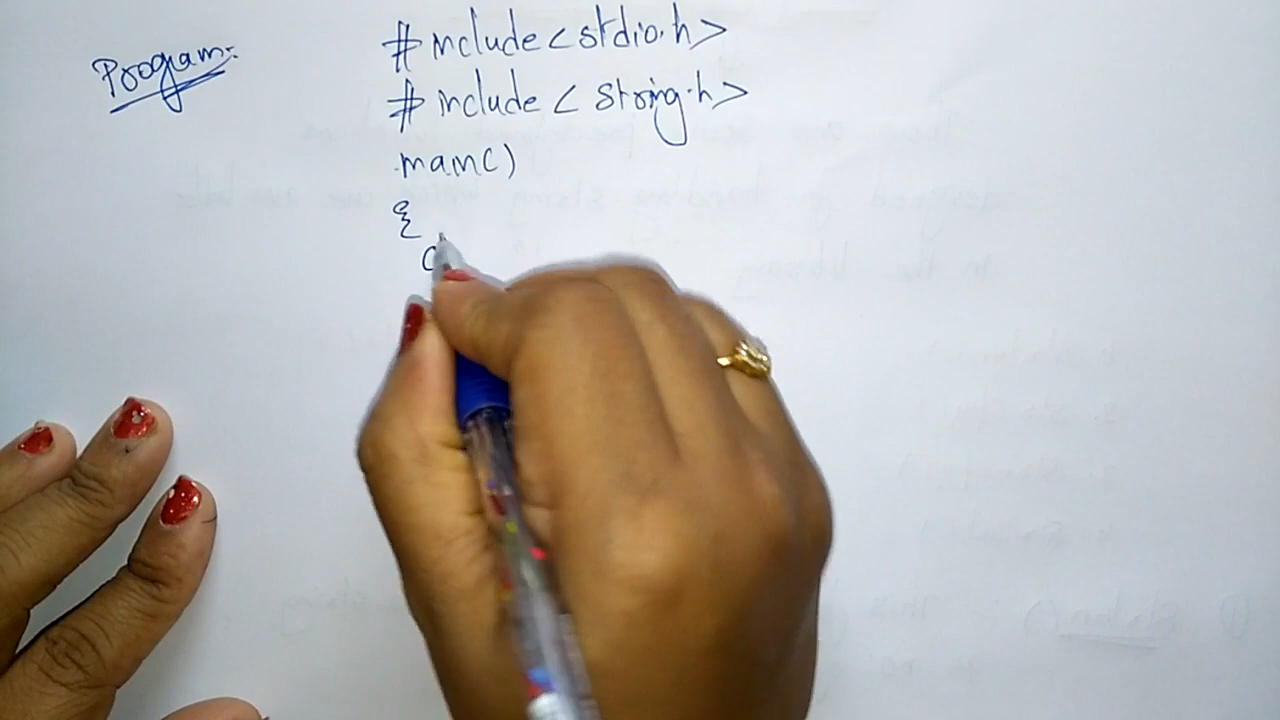 Program:
#include<stdio.h>
#include < string.h>
main()
{
c